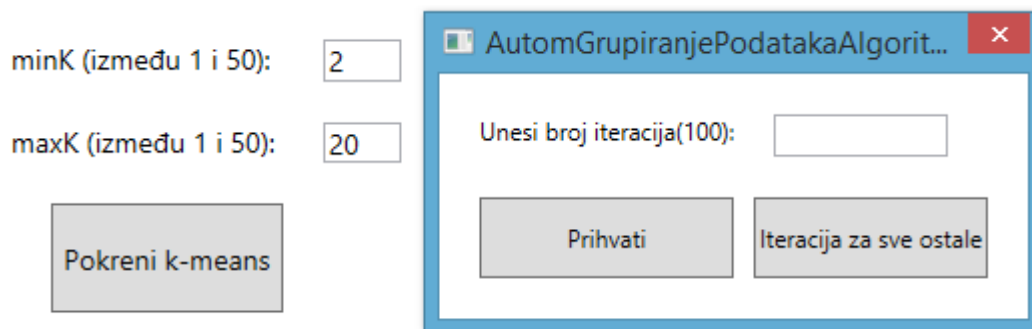 minK (između 1 i 50):
2
maxK (između 1 i 50):
20
Pokreni k-means
AutomGrupiranjePodatakaAlgorit...
Unesi broj iteracija(100):
Prihvati
Iteracija za sve ostale